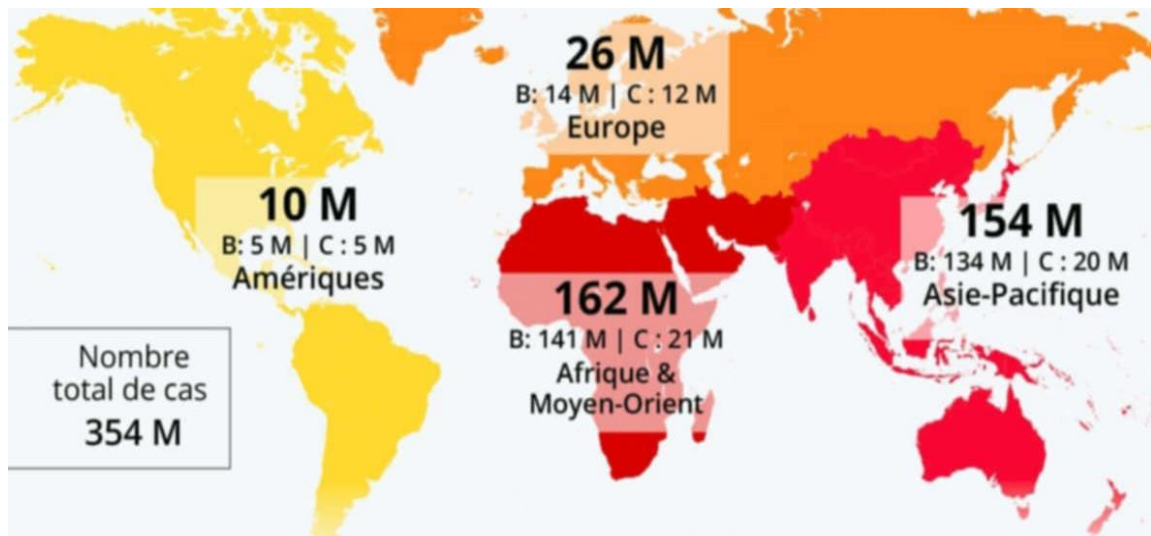 26 M
B: 14 M | C : 12 M
Europe
10 M
B: 5 M | C : 5 M
Amériques
154 M
B: 134 M | C : 20 M
Asie-Pacifique
162 M
B: 141 M | C : 21 M
Afrique &
Moyen-Orient
Nombre
total de cas
354 M